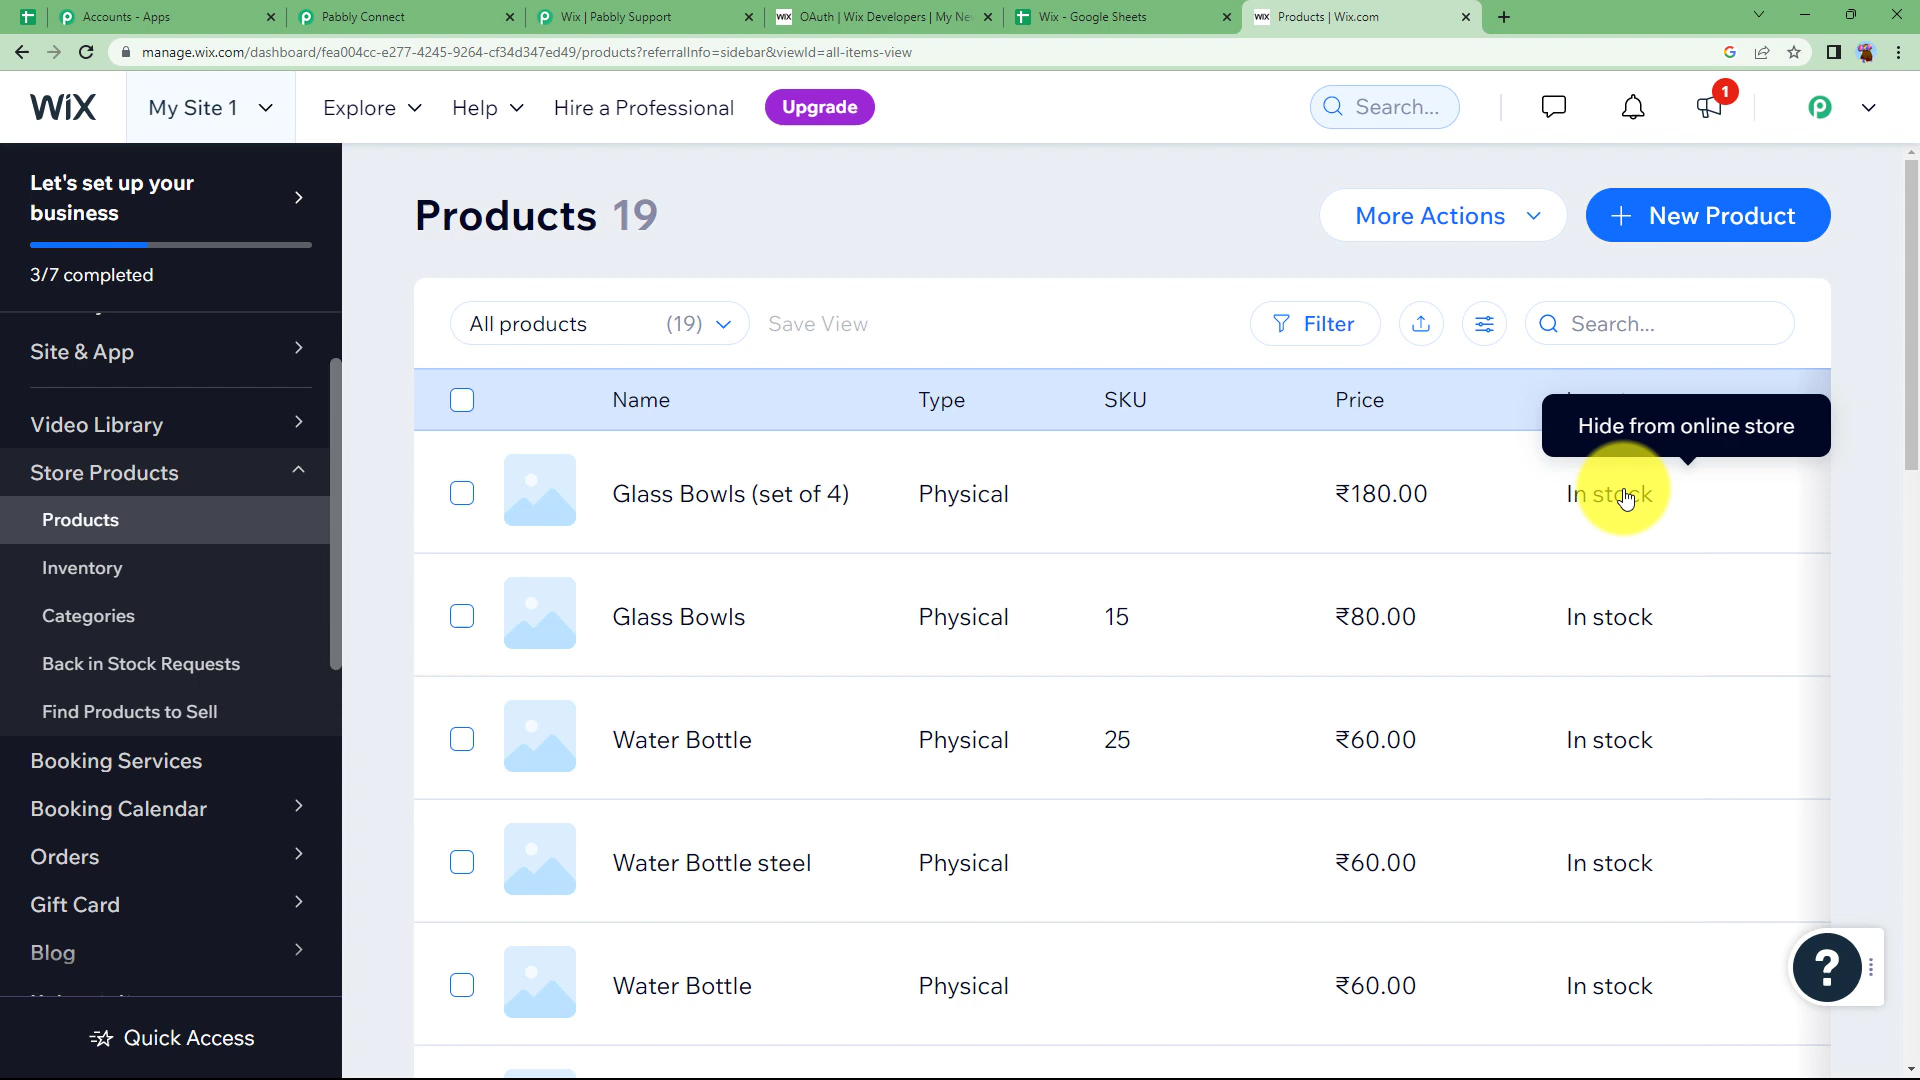 Accounts - Apps
Pabbly Connect
Wix | Pabbly Support
WIX OAuth | Wix Developers | My Ne
Wix - Google Sheets
WIX Products | Wix.com
manage.wix.com/dashboard/fea004cc-e277-4245-9264-cf34d347ed49/products?referralInfo=sidebar&viewId=all-items-view
WiX
My Site 1
Explore
Help
Hire a Professional
Upgrade
Search...
1
Let's set up your
business
3/7 completed
Site & App
Video Library
Store Products
Products
Inventory
Categories
Back in Stock Requests
Find Products to Sell
Booking Services
Booking Calendar
Orders
Gift Card
Blog
Quick Access
Products 19
More Actions
+ New Product
All products (19)
Save View
Filter
Search...
Name Type SKU Price
Hide from online store
Glass Bowls (set of 4) Physical ₹180.00 In stock
Glass Bowls Physical 15 ₹80.00 In stock
Water Bottle Physical 25 ₹60.00 In stock
Water Bottle steel Physical ₹60.00 In stock
Water Bottle Physical ₹60.00 In stock
?